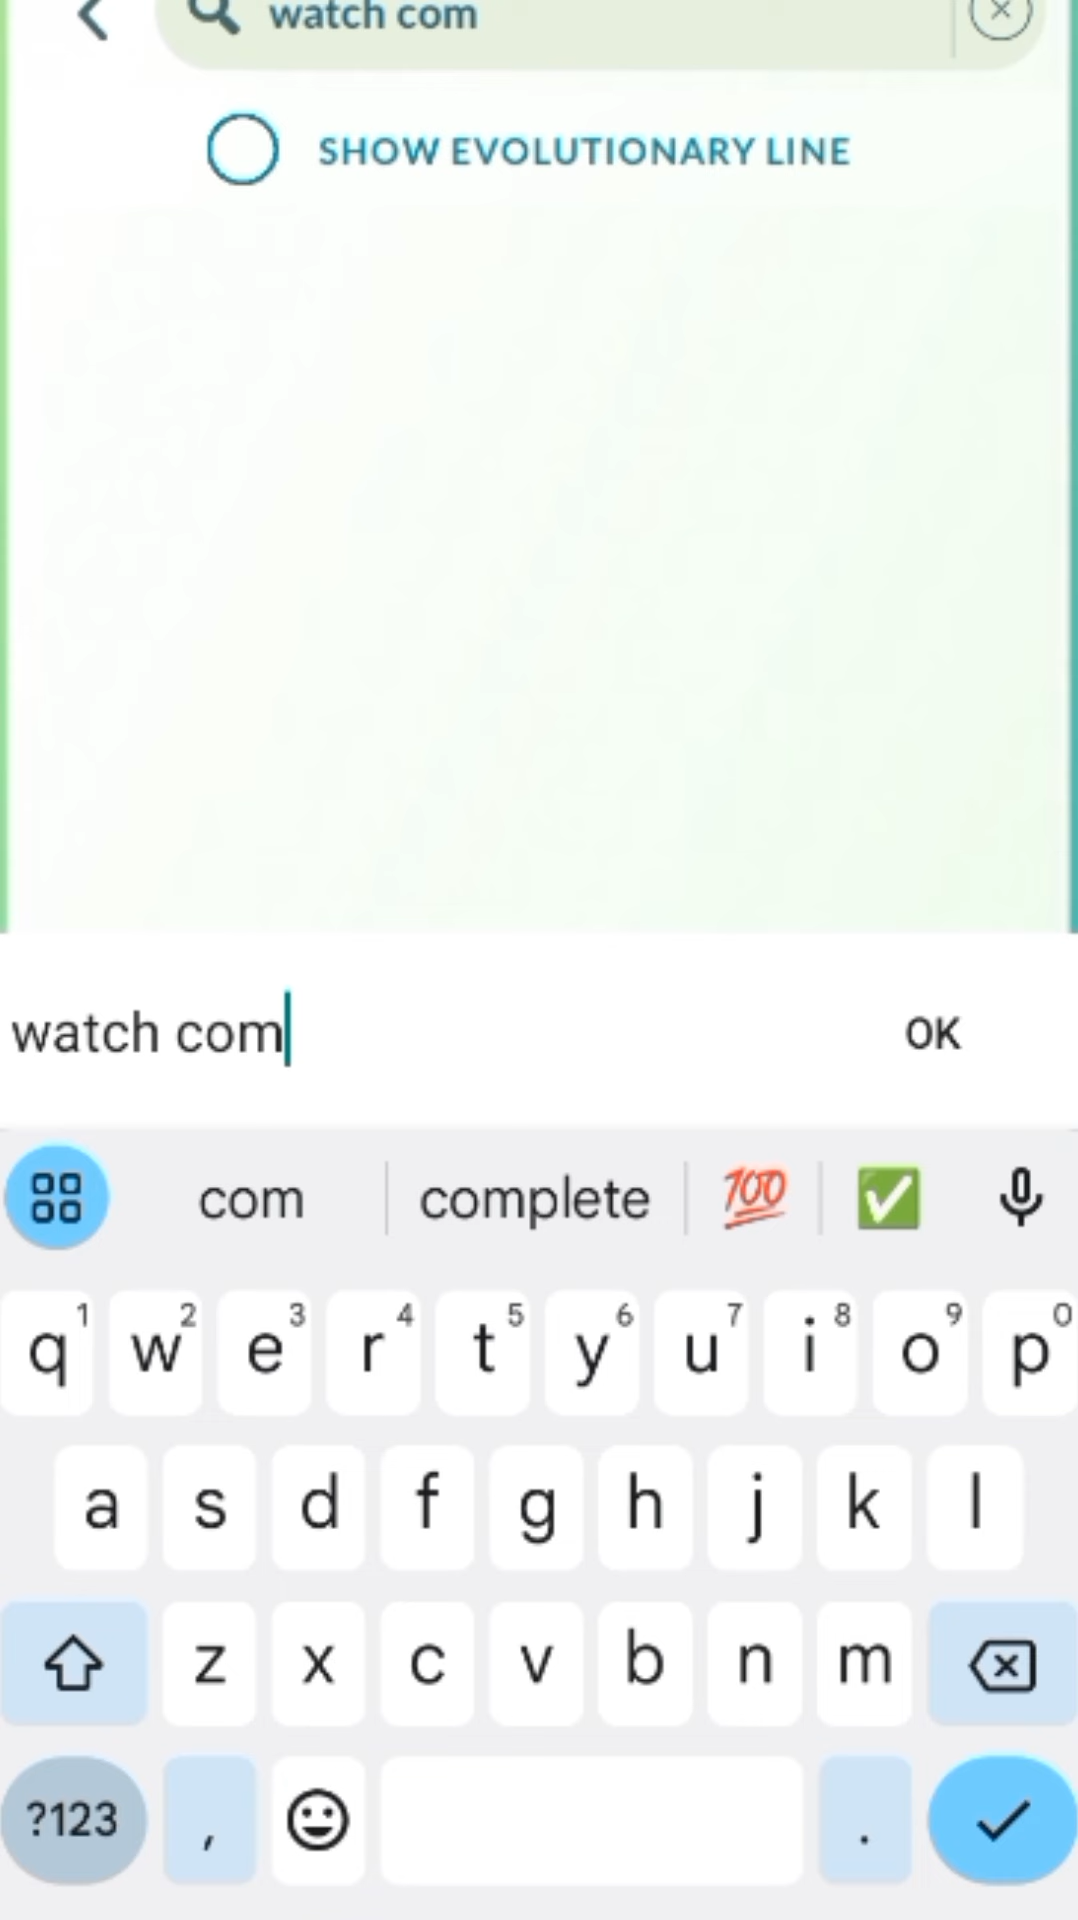 watch com
SHOW EVOLUTIONARY LINE
watch com OK
com complete 💯 ✅
q1 w2 e3 r4 t5 y6 u7 i8 o9 p0
a s d f g h j k l
z x c v b n m
?123 , .